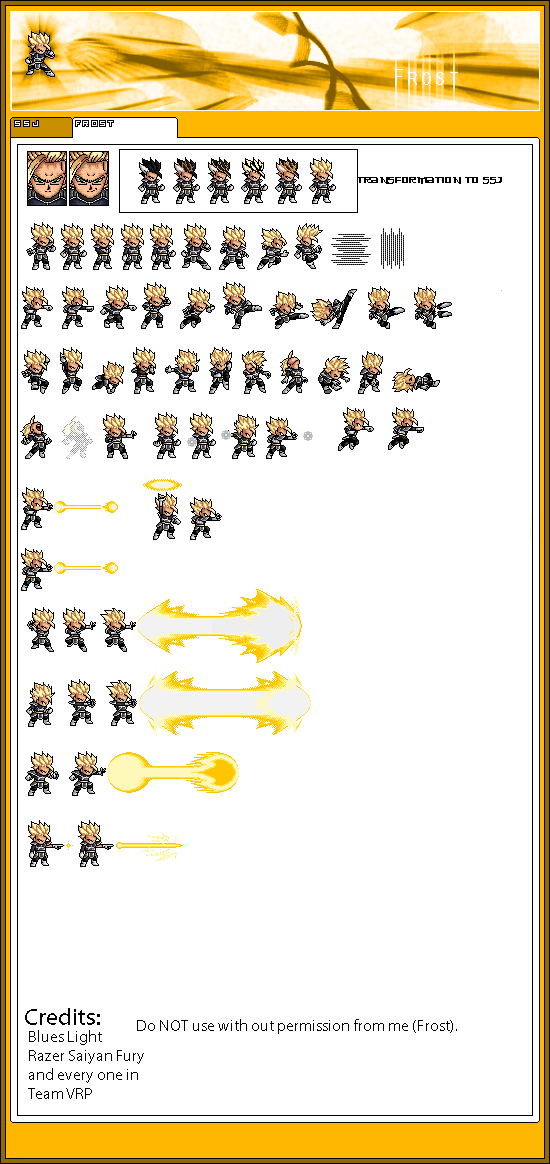 FROST
SSJ
FROST
TRANSFORMATION TO SSJ
Credits:
Do NOT use with out permission from me (Frost).
Blues Light
Razer Saiyan Fury
and every one in
Team VRP